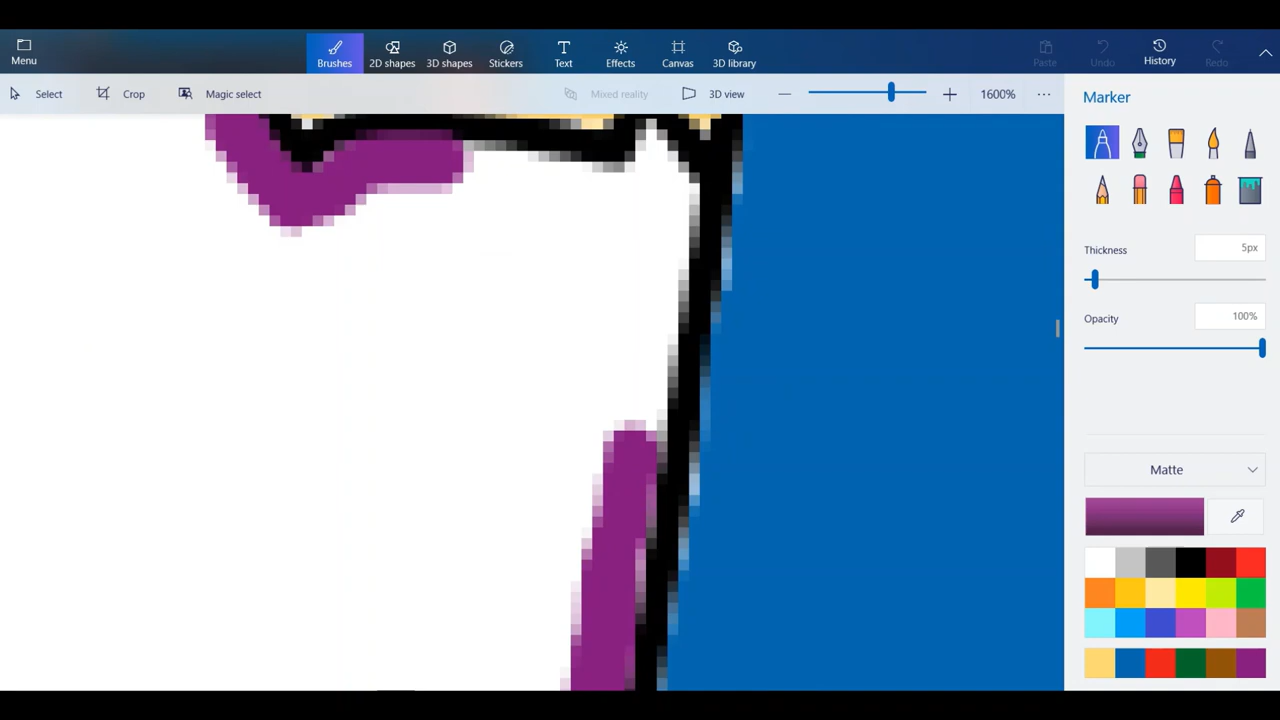 Menu
Brushes
2D shapes
3D shapes
Stickers
Text
Effects
Canvas
3D library
Paste
Undo
History
Redo
Select
Crop
Magic select
Mixed reality
3D view
1600%
Marker
Thickness
5px
Opacity
100%
Matte